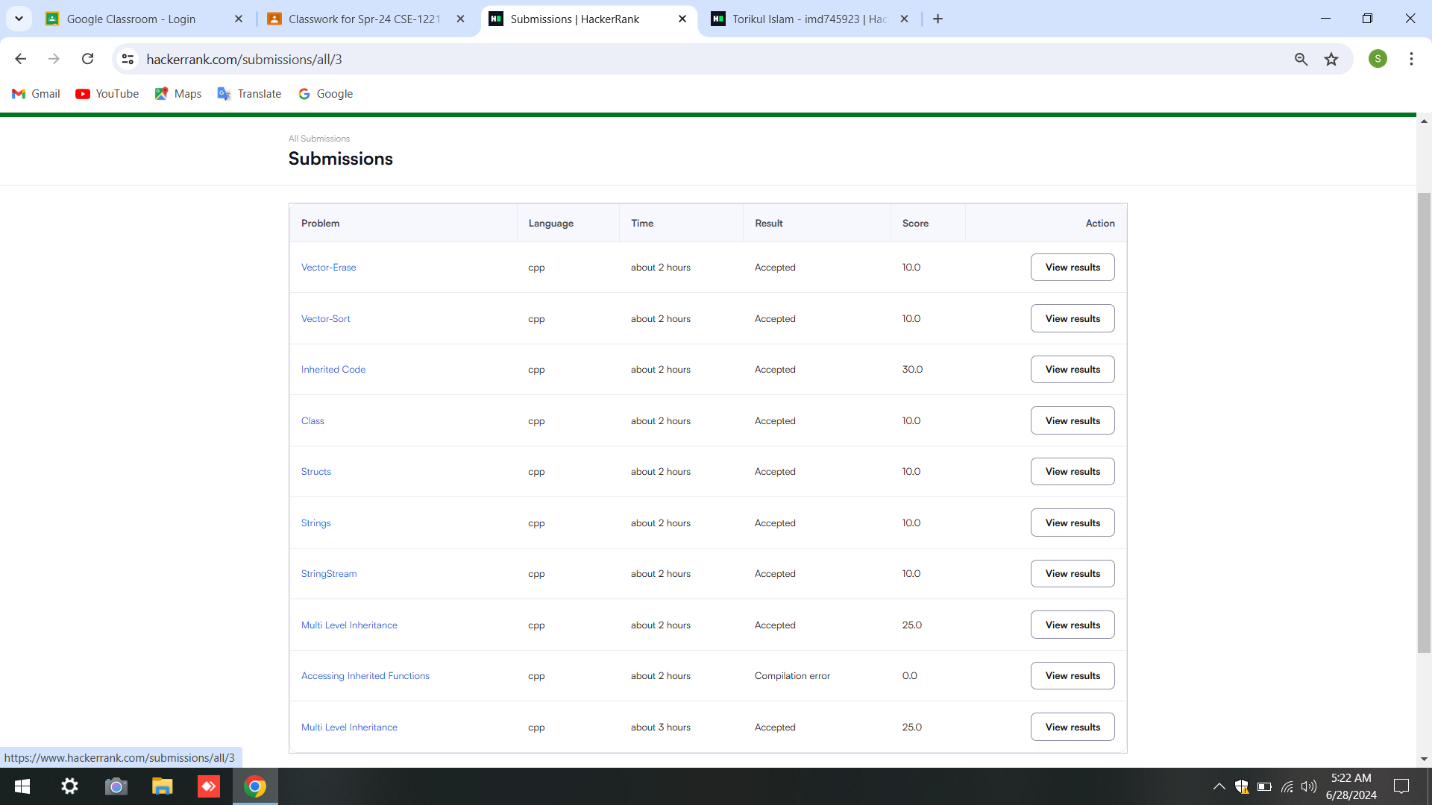 Google Classroom - Login
Classwork for Spr-24 CSE-1221
Submissions | HackerRank
Torikul Islam - imd745923 | Hac
hackerrank.com/submissions/all/3
S
Gmail YouTube Maps Translate Google
All Submissions
Submissions
Problem Language Time Result Score Action
Vector-Erase cpp about 2 hours Accepted 10.0 View results
Vector-Sort cpp about 2 hours Accepted 10.0 View results
Inherited Code cpp about 2 hours Accepted 30.0 View results
Class cpp about 2 hours Accepted 10.0 View results
Structs cpp about 2 hours Accepted 10.0 View results
Strings cpp about 2 hours Accepted 10.0 View results
StringStream cpp about 2 hours Accepted 10.0 View results
Multi Level Inheritance cpp about 2 hours Accepted 25.0 View results
Accessing Inherited Functions cpp about 2 hours Compilation error 0.0 View results
Multi Level Inheritance cpp about 3 hours Accepted 25.0 View results
https://www.hackerrank.com/submissions/all/3
5:22 AM
6/28/2024